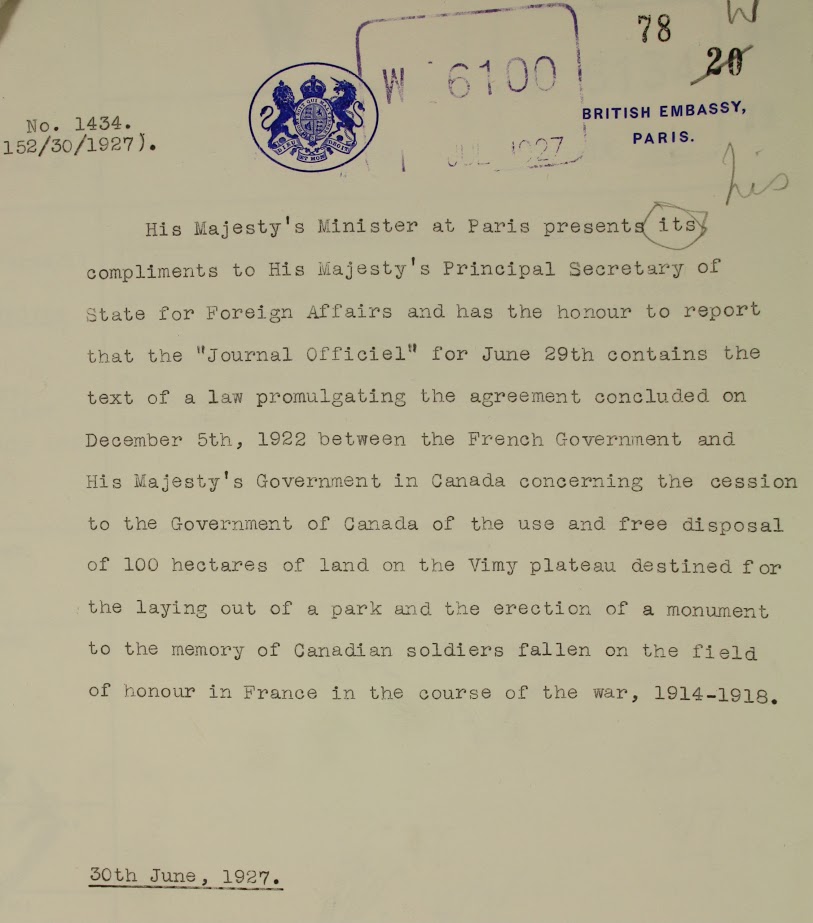 W
78
20
W 6100
1 JUL 1927
BRITISH EMBASSY,
PARIS.
No. 1434.
152/30/1927).
his
His Majesty's Minister at Paris presents its
compliments to His Majesty's Principal Secretary of
State for Foreign Affairs and has the honour to report
that the "Journal Officiel" for June 29th contains the
text of a law promulgating the agreement concluded on
December 5th, 1922 between the French Government and
His Majesty's Government in Canada concerning the cession
to the Government of Canada of the use and free disposal
of 100 hectares of land on the Vimy plateau destined for
the laying out of a park and the erection of a monument
to the memory of Canadian soldiers fallen on the field
of honour in France in the course of the war, 1914-1918.
30th June, 1927.